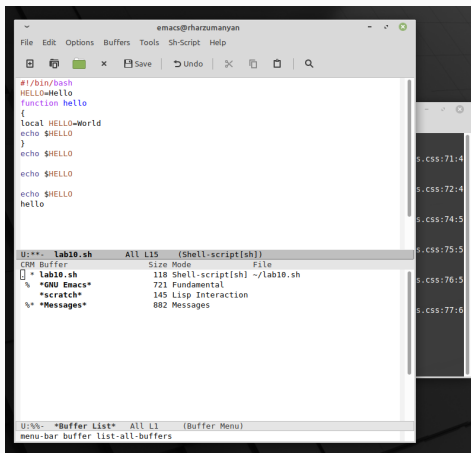 emacs@rharzumanyan
File Edit Options Buffers Tools Sh-Script Help
Save Undo
#!/bin/bash
HELLO=Hello
function hello
{
local HELLO=World
echo $HELLO
}
echo $HELLO
echo $HELLO
echo $HELLO
hello
U:**- lab10.sh All L15 (Shell-script[sh])
CRM Buffer Size Mode File
. * lab10.sh 118 Shell-script[sh] ~/lab10.sh
% *GNU Emacs* 721 Fundamental
*scratch* 145 Lisp Interaction
%* *Messages* 882 Messages
U:%%- *Buffer List* All L1 (Buffer Menu)
menu-bar buffer list-all-buffers
s.css:71:4
s.css:72:4
s.css:74:5
s.css:75:5
s.css:76:5
s.css:77:6